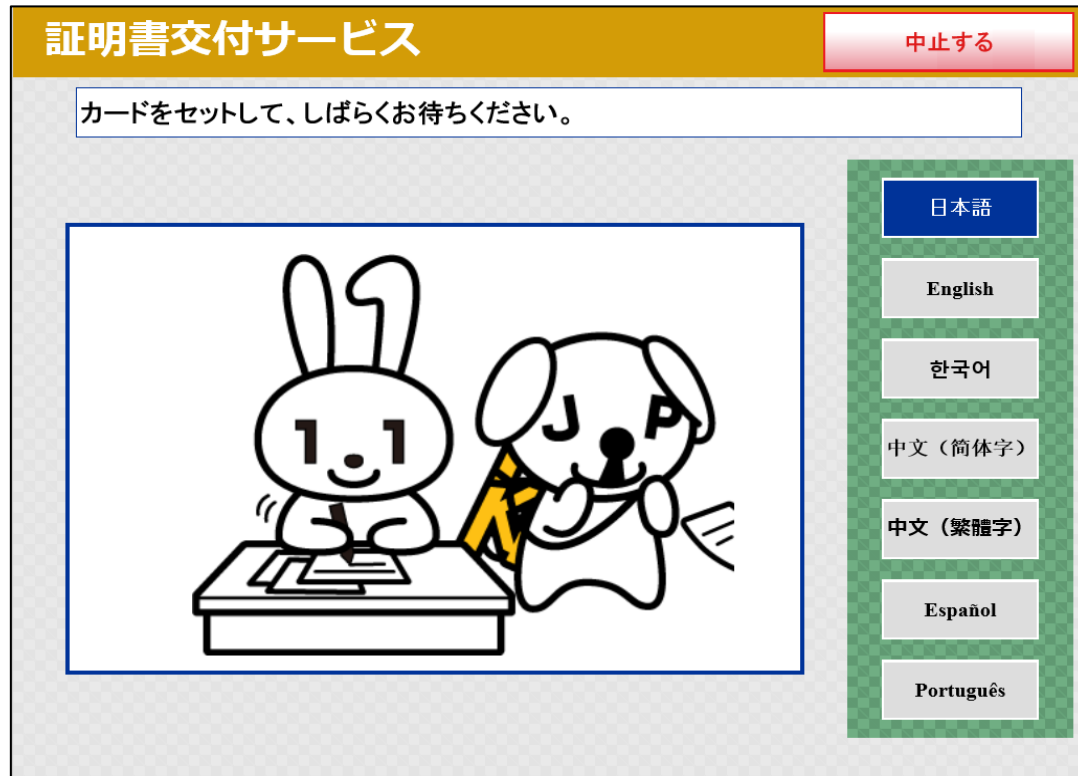 証明書交付サービス
中止する
カードをセットして、しばらくお待ちください。
日本語
English
한국어
中文（简体字）
中文（繁體字）
Español
Português
1 1
J P